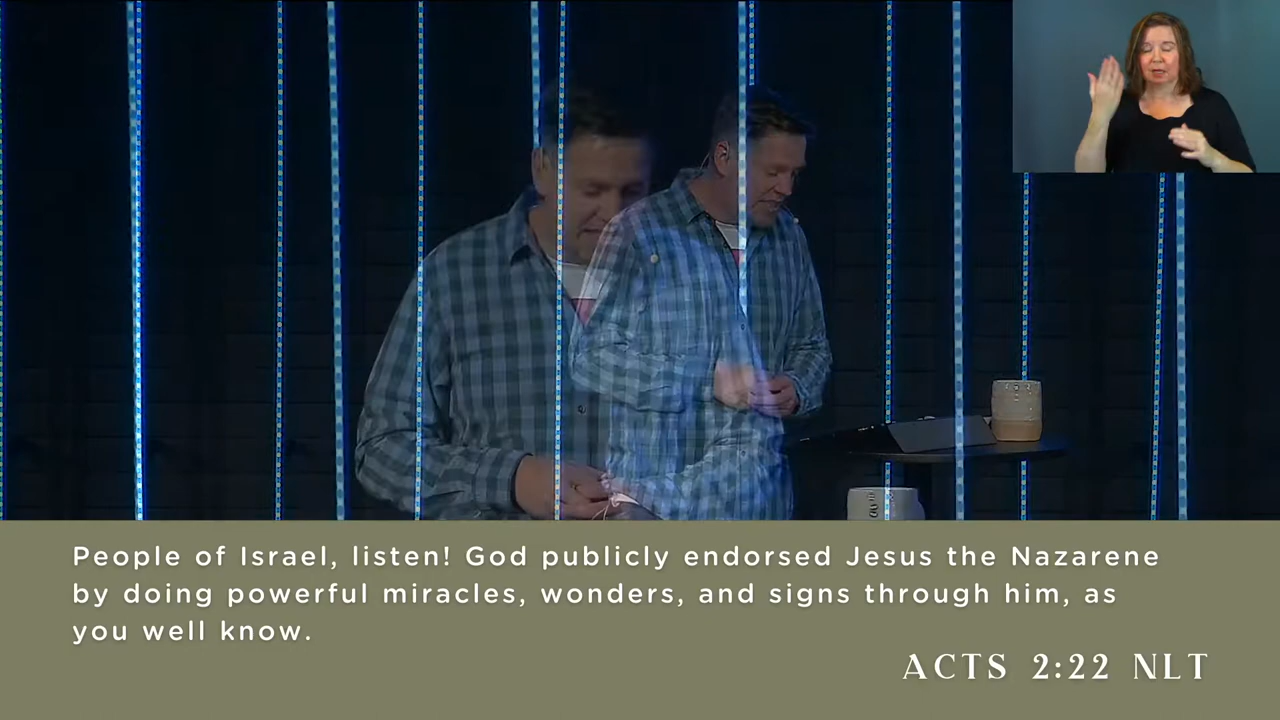 People of Israel, listen! God publicly endorsed Jesus the Nazarene
by doing powerful miracles, wonders, and signs through him, as
you well know.
ACTS 2:22 NLT